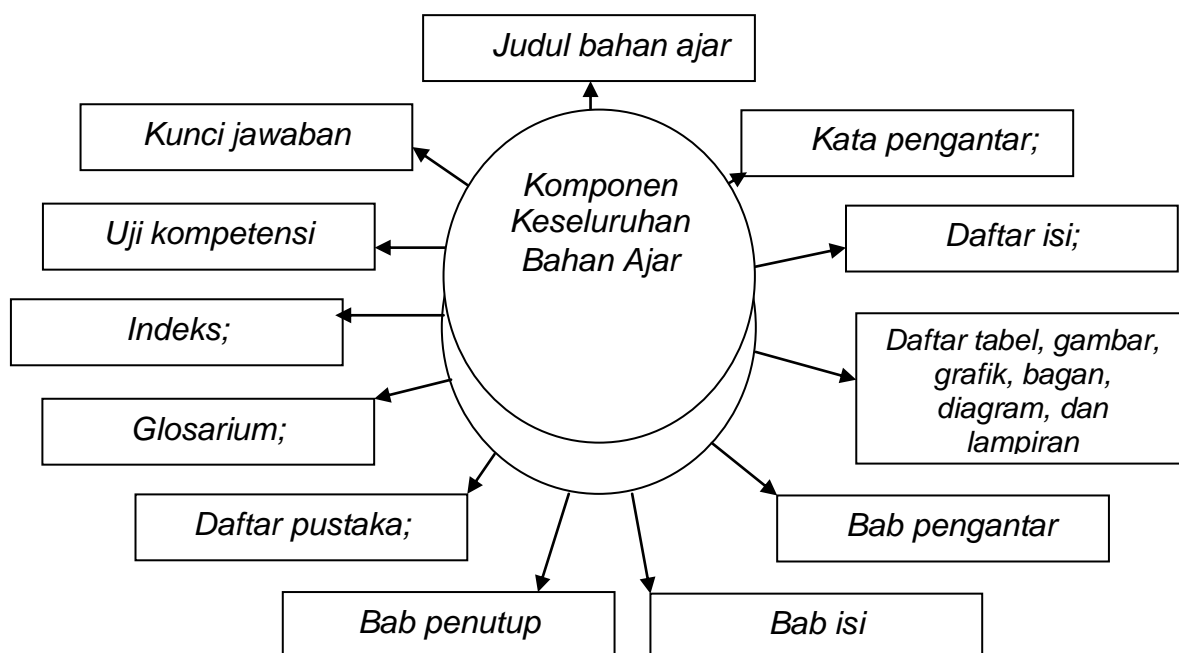 Judul bahan ajar
Kunci jawaban
Kata pengantar;
Komponen
Keseluruhan
Bahan Ajar
Uji kompetensi
Daftar isi;
Indeks;
Daftar tabel, gambar,
grafik, bagan,
diagram, dan
lampiran
Glosarium;
Daftar pustaka;
Bab pengantar
Bab penutup
Bab isi